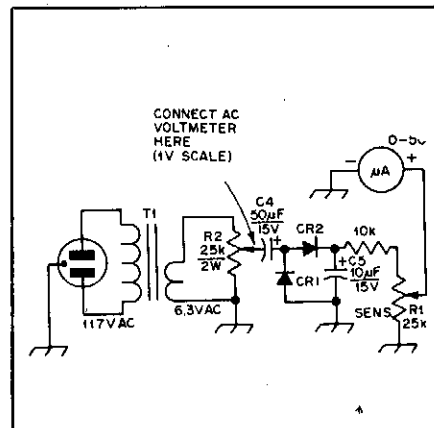 CONNECT AC
VOLTMETER
HERE
(1V SCALE)
0-50
- +
μA
T1
C4
50μF
15V
+
CR2
10k
R2
25k
2W
CR1
+
C5
10μF
15V
SENS
R1
25k
117VAC
6.3VAC